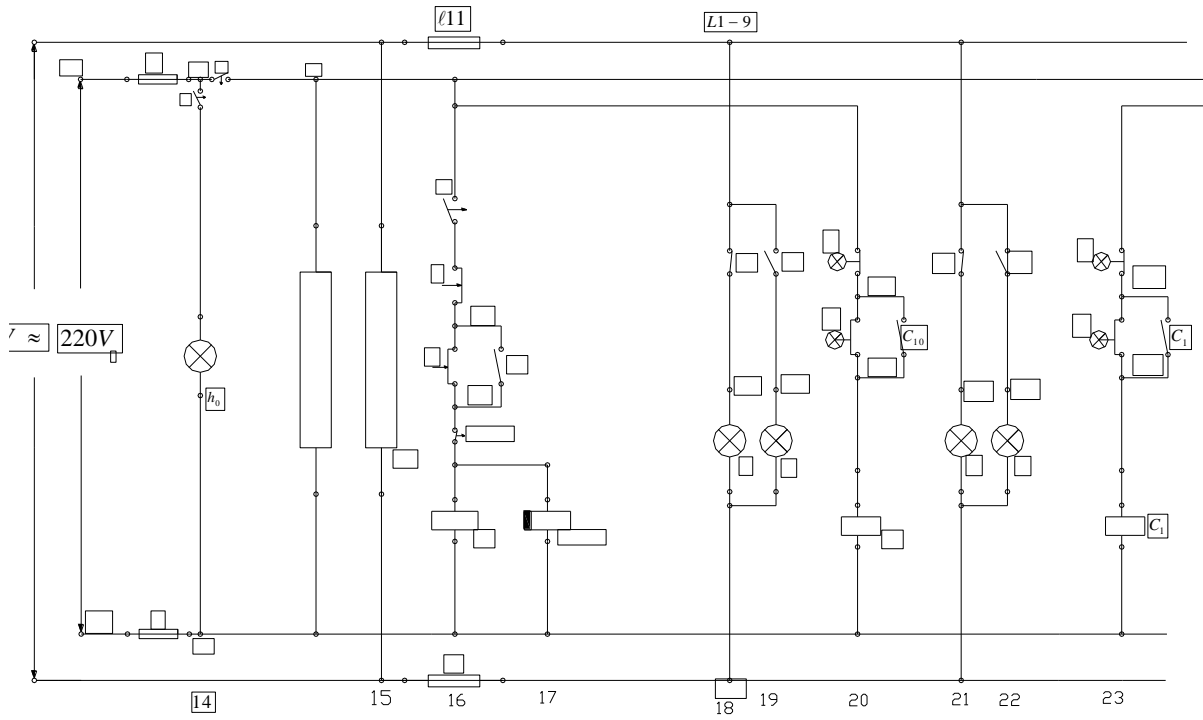 ℓ11 L1-9
V ≈ 220V
C₁₀ C₁
h₀
C₁
14 15 16 17 18 19 20 21 22 23